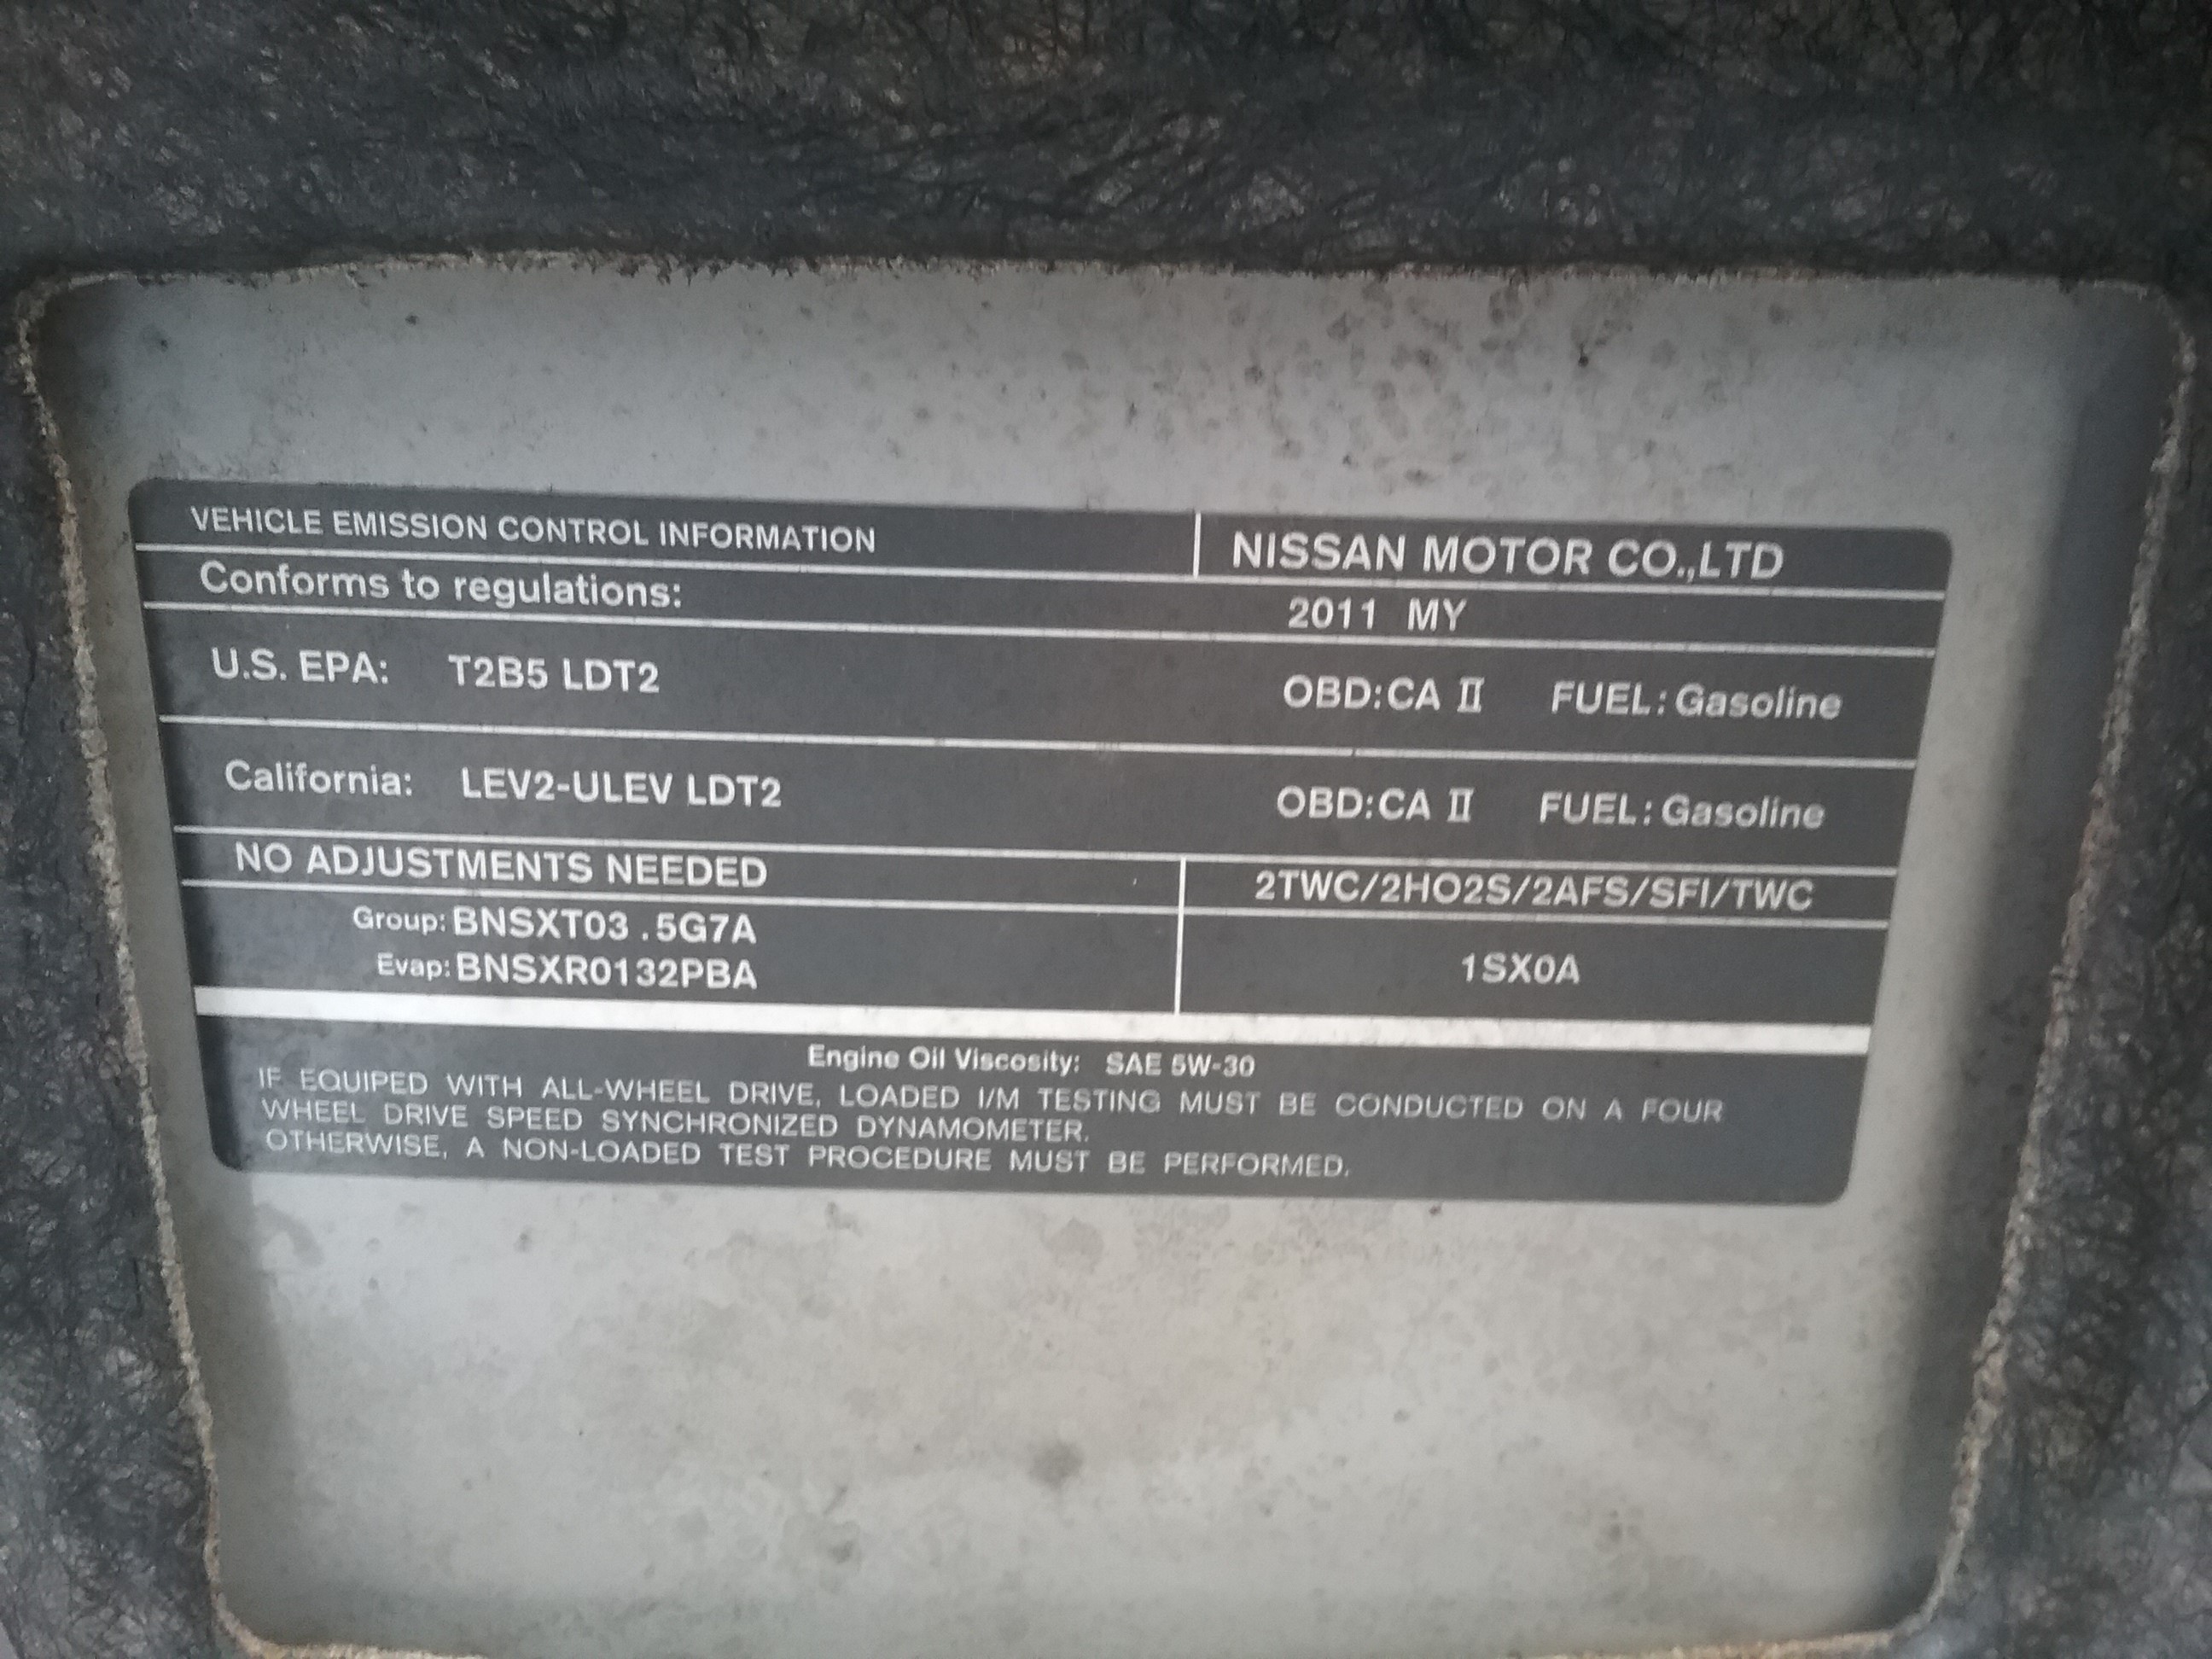 VEHICLE EMISSION CONTROL INFORMATION NISSAN MOTOR CO.,LTD
Conforms to regulations: 2011 MY
U.S. EPA: T2B5 LDT2 OBD:CA II FUEL: Gasoline
California: LEV2-ULEV LDT2 OBD:CA II FUEL: Gasoline
NO ADJUSTMENTS NEEDED 2TWC/2HO2S/2AFS/SFI/TWC
Group: BNSXT03 .5G7A
Evap: BNSXR0132PBA 1SX0A
Engine Oil Viscosity: SAE 5W-30
IF EQUIPED WITH ALL-WHEEL DRIVE, LOADED I/M TESTING MUST BE CONDUCTED ON A FOUR
WHEEL DRIVE SPEED SYNCHRONIZED DYNAMOMETER.
OTHERWISE, A NON-LOADED TEST PROCEDURE MUST BE PERFORMED.